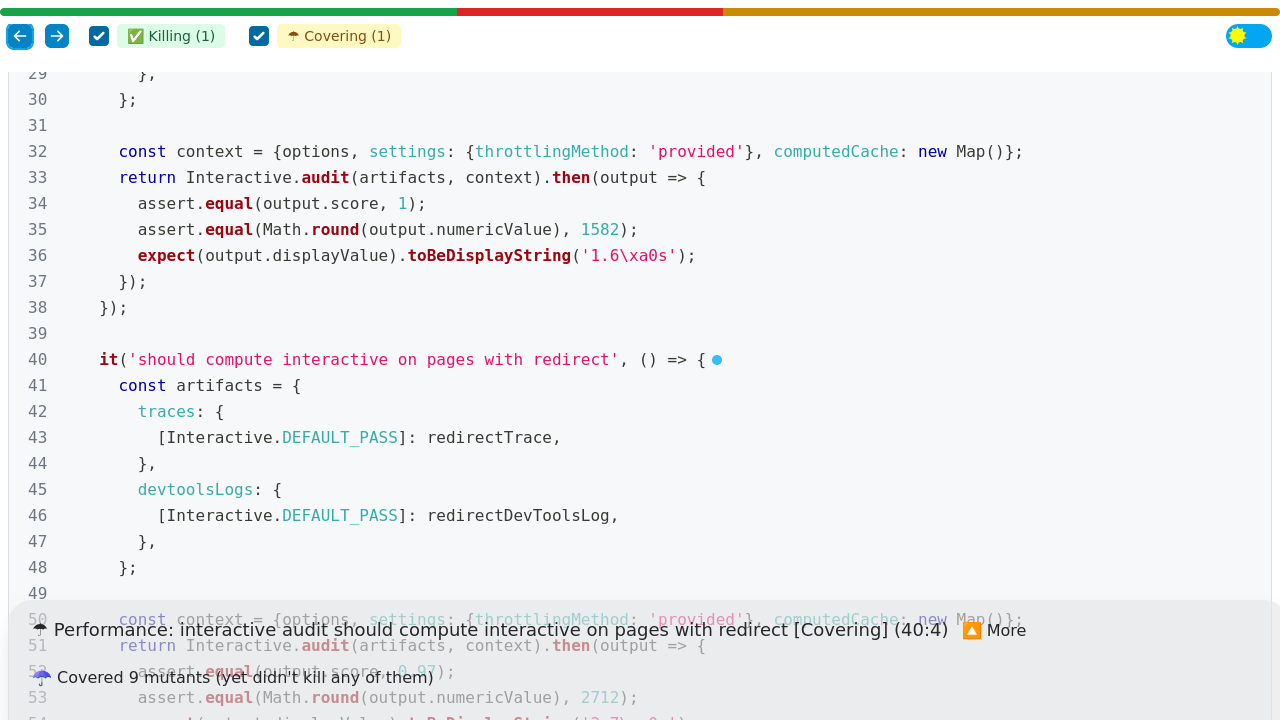 ✅ Killing (1) ☂ Covering (1)
29 },
30 };
31
32 const context = {options, settings: {throttlingMethod: 'provided'}, computedCache: new Map()};
33 return Interactive.audit(artifacts, context).then(output => {
34 assert.equal(output.score, 1);
35 assert.equal(Math.round(output.numericValue), 1582);
36 expect(output.displayValue).toBeDisplayString('1.6\xa0s');
37 });
38 });
39
40 it('should compute interactive on pages with redirect', () => {
41 const artifacts = {
42 traces: {
43 [Interactive.DEFAULT_PASS]: redirectTrace,
44 },
45 devtoolsLogs: {
46 [Interactive.DEFAULT_PASS]: redirectDevToolsLog,
47 },
48 };
49
50 const context = {options, settings: {throttlingMethod: 'provided'}, computedCache: new Map()};
☂ Performance: interactive audit should compute interactive on pages with redirect [Covering] (40:4) 🔼 More
51 return Interactive.audit(artifacts, context).then(output => {
52 assert.equal(output.score, 0.97);
☔ Covered 9 mutants (yet didn't kill any of them)
53 assert.equal(Math.round(output.numericValue), 2712);